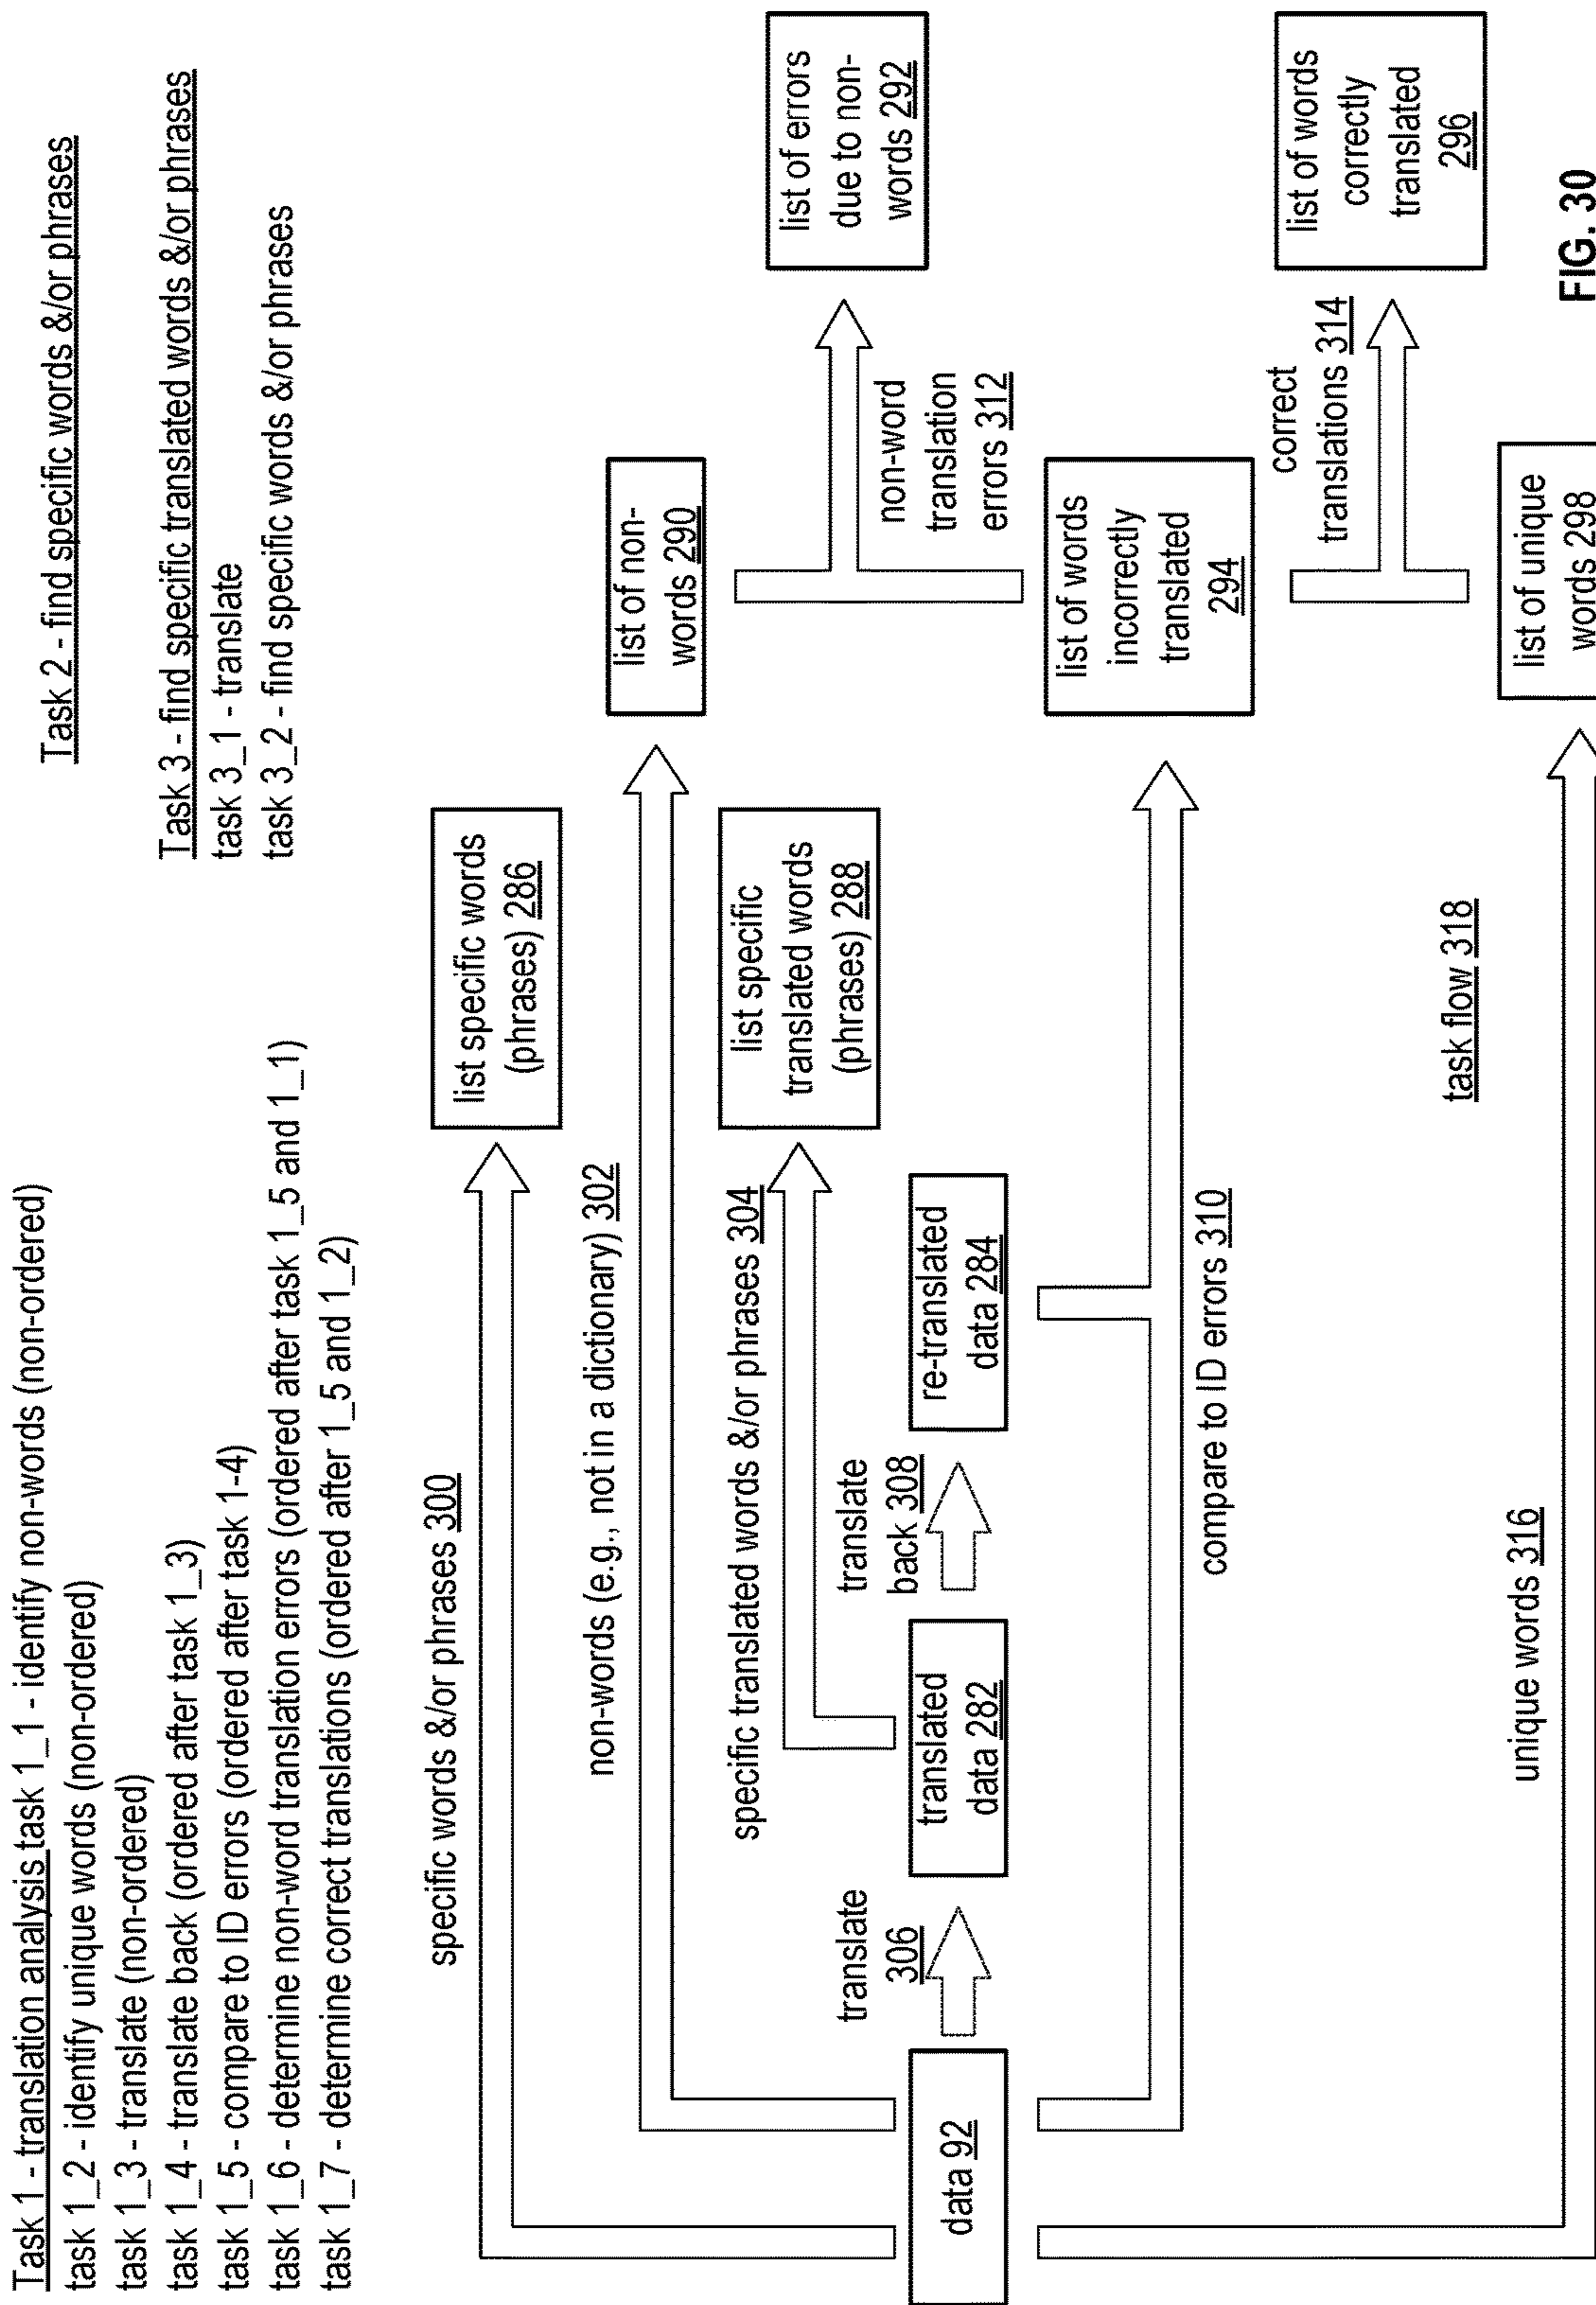 Task 1 - translation analysis task 1_1 - identify non-words (non-ordered)
task 1_2 - identify unique words (non-ordered)
task 1_3 - translate (non-ordered)
task 1_4 - translate back (ordered after task 1_3)
task 1_5 - compare to ID errors (ordered after task 1-4)
task 1_6 - determine non-word translation errors (ordered after task 1_5 and 1_1)
task 1_7 - determine correct translations (ordered after 1_5 and 1_2)
Task 2 - find specific words &/or phrases
Task 3 - find specific translated words &/or phrases
task 3_1 - translate
task 3_2 - find specific words &/or phrases
specific words &/or phrases 300
list specific words
(phrases) 286
non-words (e.g., not in a dictionary) 302
list of non-
words 290
specific translated words &/or phrases 304
list specific
translated words
(phrases) 288
list of errors
due to non-
words 292
non-word
translation
errors 312
data 92
translate
306
translated
data 282
translate
back 308
re-translated
data 284
compare to ID errors 310
list of words
incorrectly
translated
294
correct
translations 314
list of words
correctly
translated
296
task flow 318
unique words 316
list of unique
words 298
FIG. 30